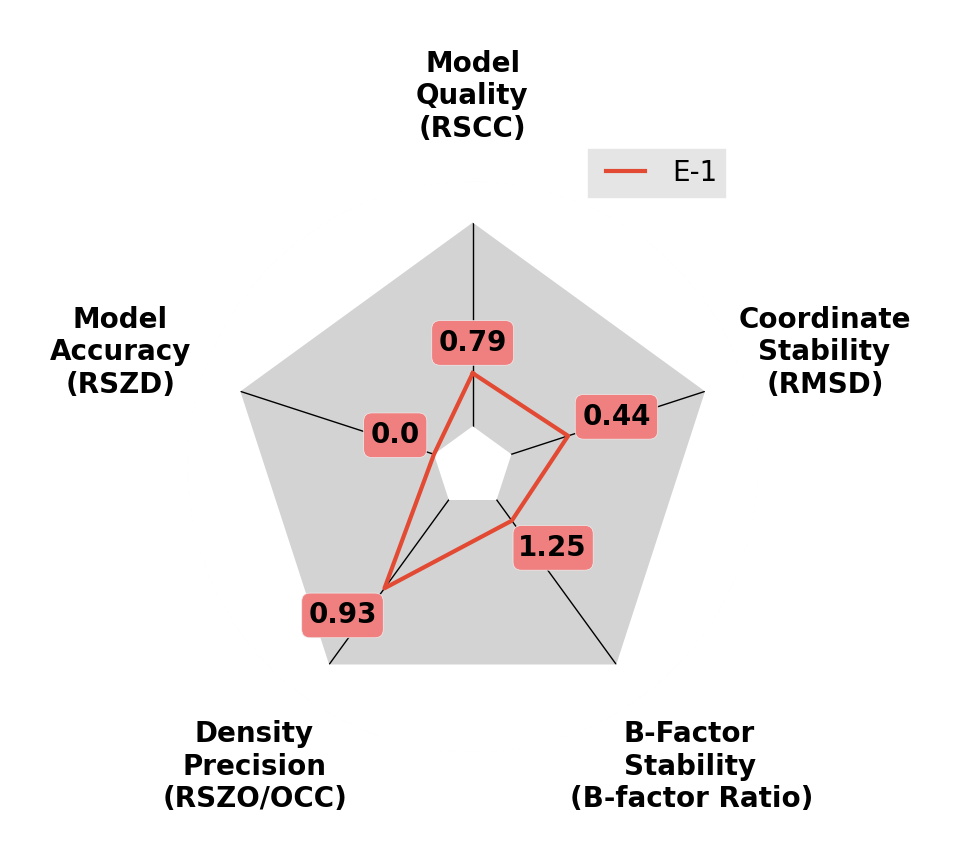 Model
Quality
(RSCC)
E-1
Model
Accuracy
(RSZD)
Coordinate
Stability
(RMSD)
0.79
0.44
0.0
1.25
0.93
Density
Precision
(RSZO/OCC)
B-Factor
Stability
(B-factor Ratio)